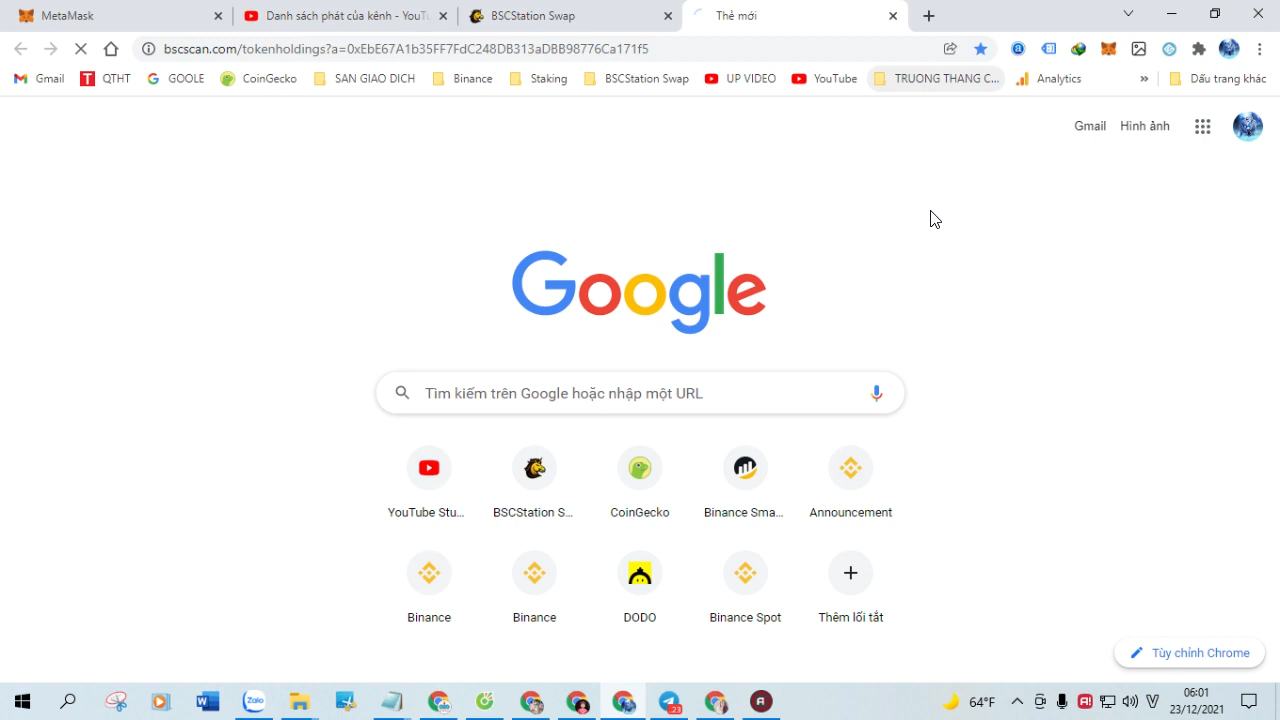 MetaMask
Danh sách phát của kênh - YouT
BSCStation Swap
Thẻ mới
bscscan.com/tokenholdings?a=0xEbE67A1b35FF7FdC248DB313aDBB98776Ca171f5
Gmail
QTHT
GOOLE
CoinGecko
SAN GIAO DICH
Binance
Staking
BSCStation Swap
UP VIDEO
YouTube
TRUONG THANG C...
Analytics
»
Dấu trang khác
Gmail
Hình ảnh
Google
Tìm kiếm trên Google hoặc nhập một URL
YouTube Stu...
BSCStation S...
CoinGecko
Binance Sma...
Announcement
Binance
Binance
DODO
Binance Spot
Thêm lối tắt
Tùy chỉnh Chrome
Zalo
23
64°F
06:01
23/12/2021